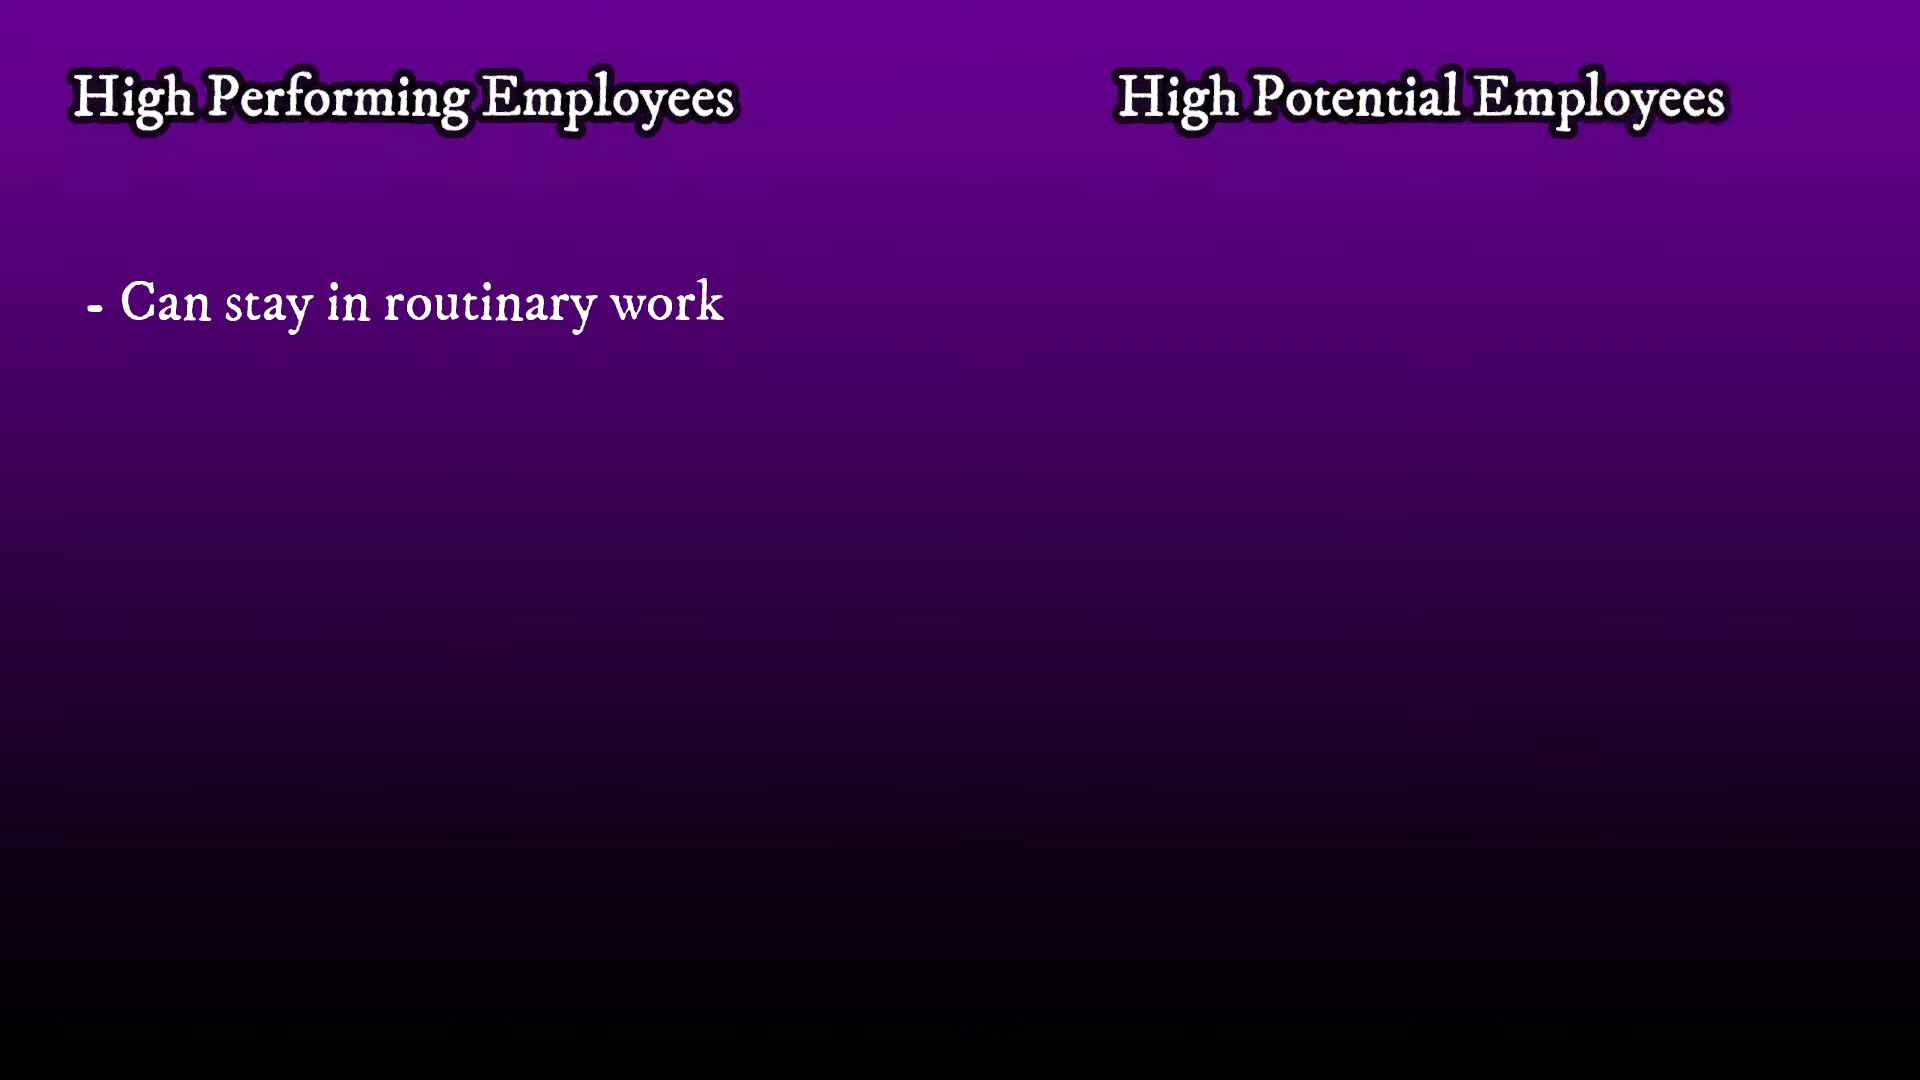 High Performing Employees
High Potential Employees
- Can stay in routinary work